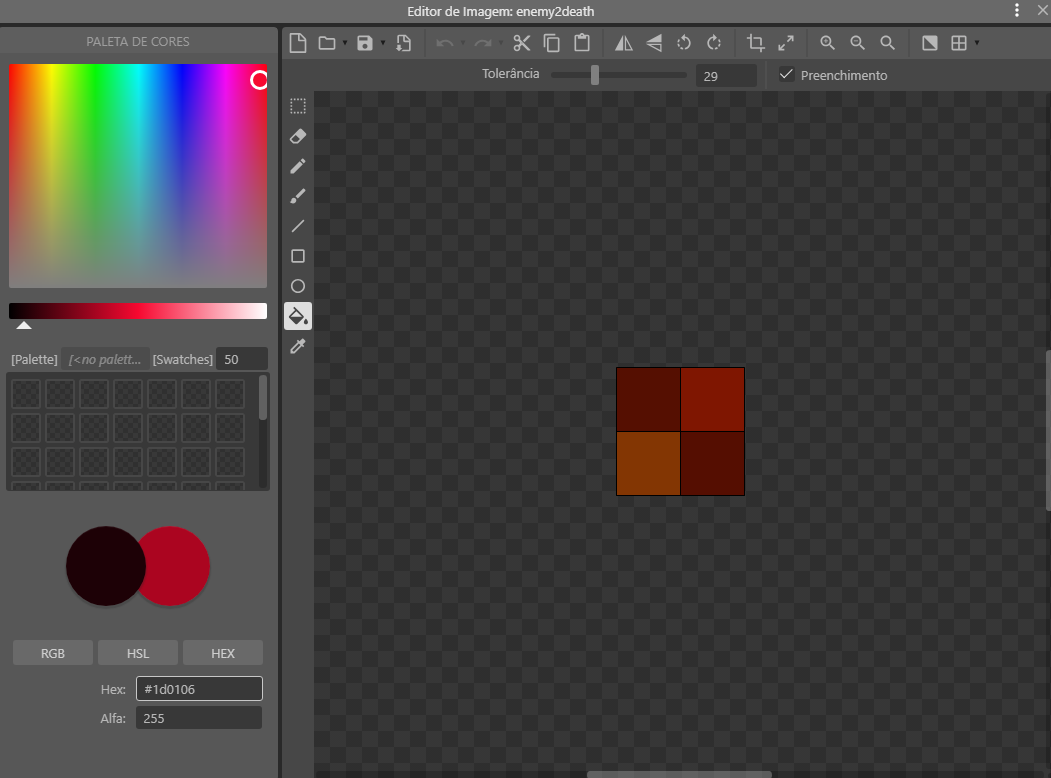 Editor de Imagem: enemy2death
PALETA DE CORES
Tolerância
29
Preenchimento
[Palette]
[<no palett...
[Swatches]
50
RGB
HSL
HEX
Hex:
#1d0106
Alfa:
255